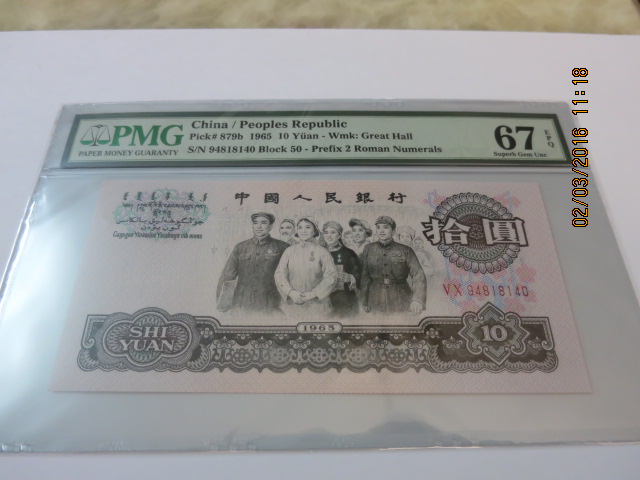 PMG
PAPER MONEY GUARANTY
China / Peoples Republic
Pick# 879b 1965 10 Yüan - Wmk: Great Hall
S/N 94818140 Block 50 - Prefix 2 Roman Numerals
67 EPQ
Superb Gem Unc
中國人民銀行
拾圓
VX 94818140
SHI
YUAN
1965
10
02/03/2016 11:18